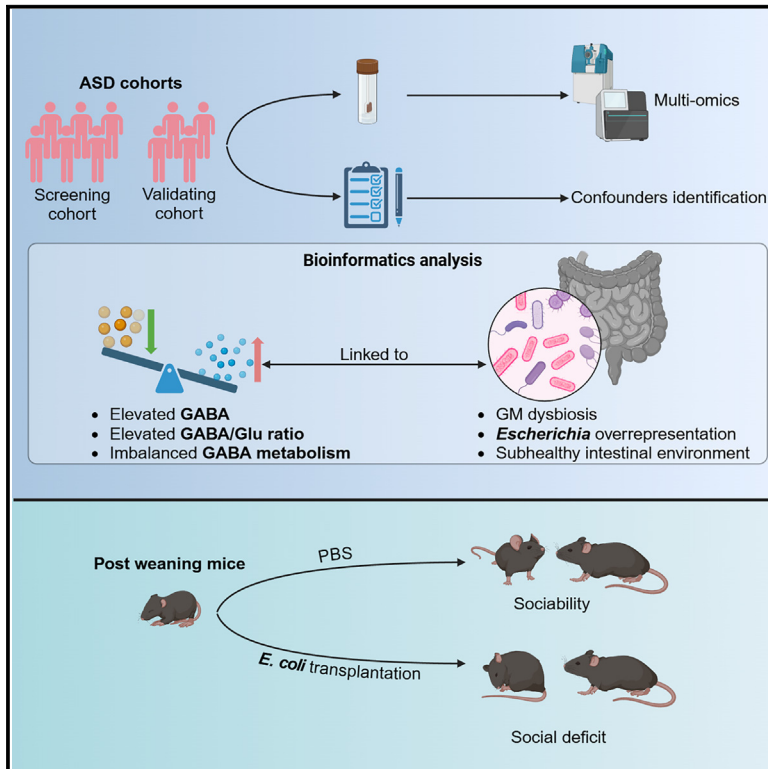 ASD cohorts
Screening
cohort
Validating
cohort
Multi-omics
Confounders identification
Bioinformatics analysis
Linked to
• Elevated GABA
• Elevated GABA/Glu ratio
• Imbalanced GABA metabolism
• GM dysbiosis
• Escherichia overrepresentation
• Subhealthy intestinal environment
Post weaning mice
PBS
Sociability
E. coli transplantation
Social deficit